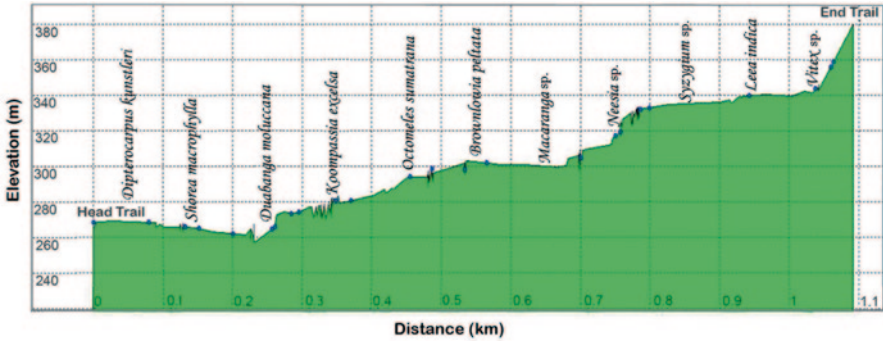 End Trail
380
360
340
320
300
280
260
240
Elevation (m)
Head Trail
Dipterocarpus kunstleri
Shorea macrophylla
Duabanga moluccana
Koompassia excelsa
Octomeles sumatrana
Brownlowia peltata
Macaranga sp.
Neesia sp.
Syzygium sp.
Leea indica
Vitex sp.
0 0.1 0.2 0.3 0.4 0.5 0.6 0.7 0.8 0.9 1 1.1
Distance (km)